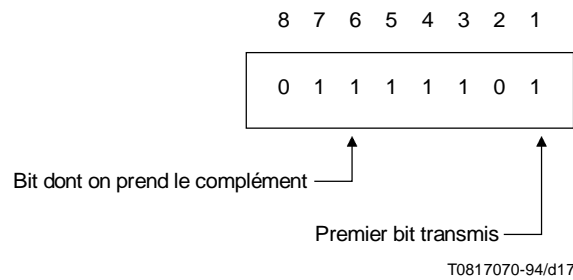 8 7 6 5 4 3 2 1
0 1 1 1 1 1 0 1
Bit dont on prend le complément
Premier bit transmis
T0817070-94/d17